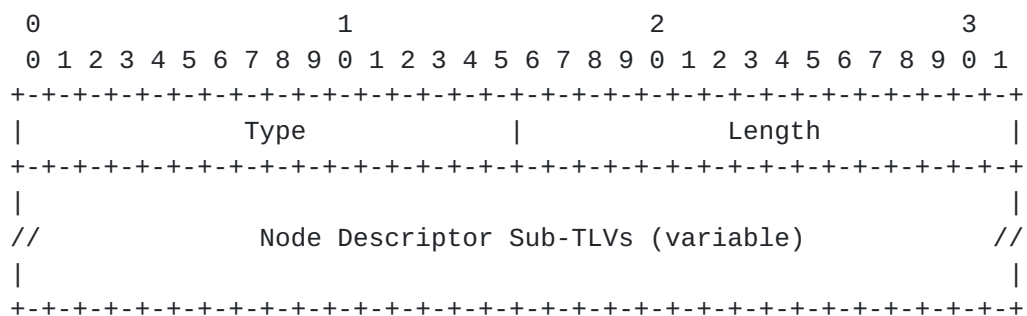 0                   1                   2                   3
 0 1 2 3 4 5 6 7 8 9 0 1 2 3 4 5 6 7 8 9 0 1 2 3 4 5 6 7 8 9 0 1
+-+-+-+-+-+-+-+-+-+-+-+-+-+-+-+-+-+-+-+-+-+-+-+-+-+-+-+-+-+-+-+-+
|              Type             |             Length            |
+-+-+-+-+-+-+-+-+-+-+-+-+-+-+-+-+-+-+-+-+-+-+-+-+-+-+-+-+-+-+-+-+
|                                                               |
//              Node Descriptor Sub-TLVs (variable)            //
|                                                               |
+-+-+-+-+-+-+-+-+-+-+-+-+-+-+-+-+-+-+-+-+-+-+-+-+-+-+-+-+-+-+-+-+